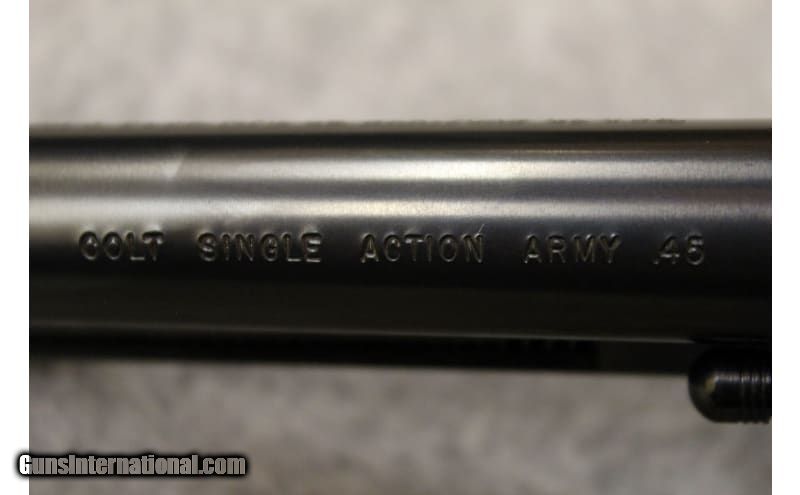 COLT SINGLE ACTION ARMY .45
GunsInternational.com